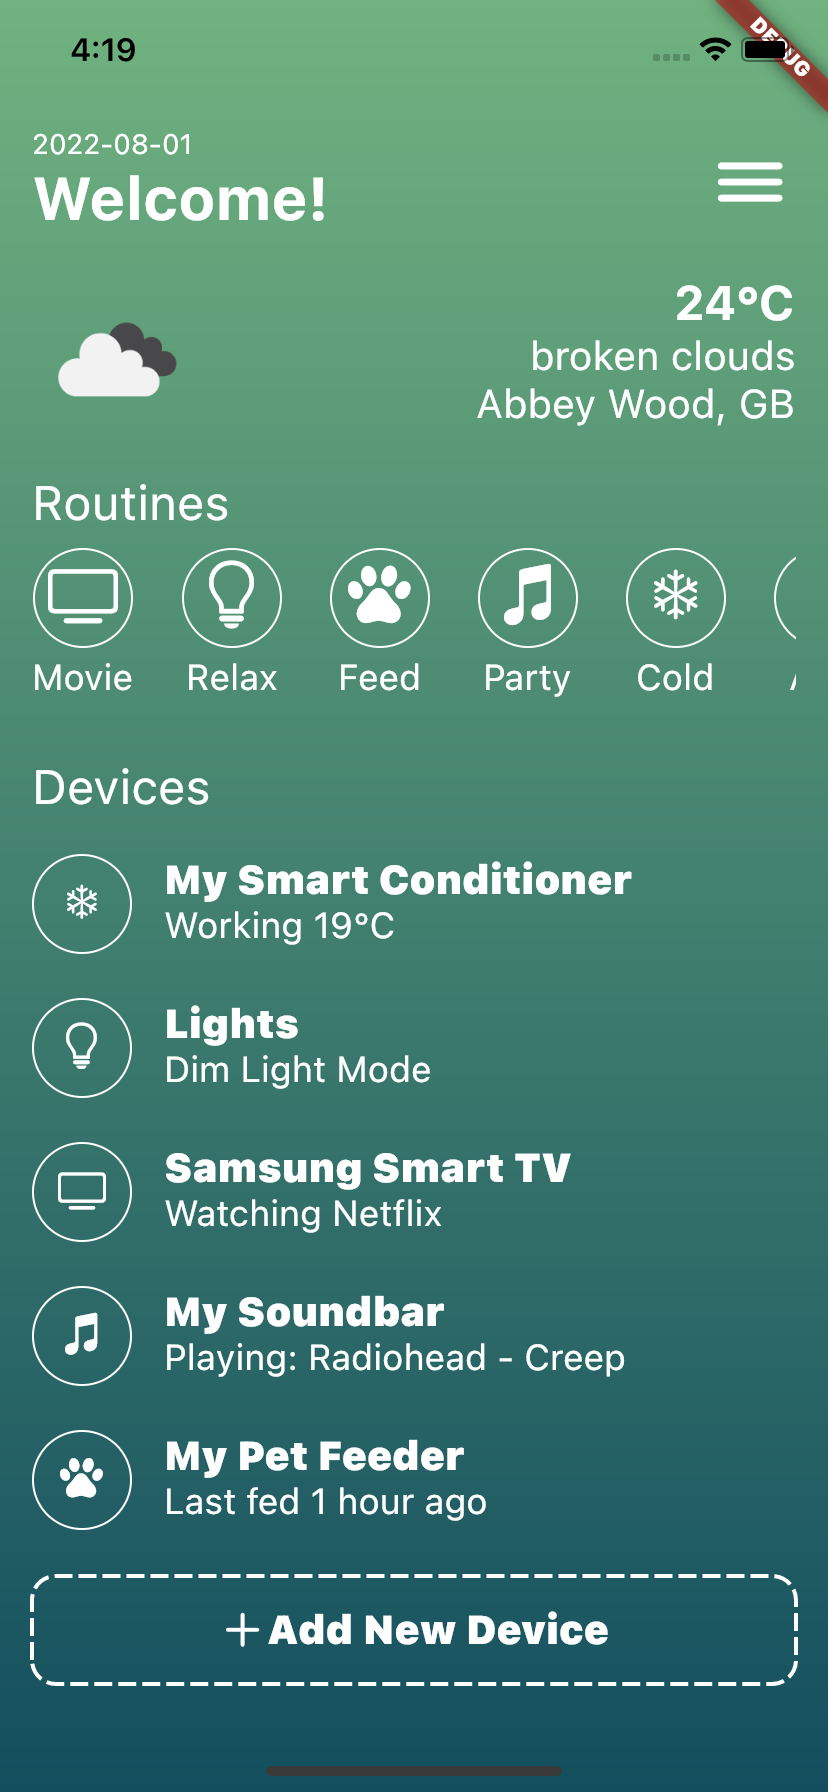 4:19
DEBUG
2022-08-01
Welcome!
24°C
broken clouds
Abbey Wood, GB
Routines
Movie Relax Feed Party Cold
Devices
My Smart Conditioner
Working 19°C
Lights
Dim Light Mode
Samsung Smart TV
Watching Netflix
My Soundbar
Playing: Radiohead - Creep
My Pet Feeder
Last fed 1 hour ago
+ Add New Device